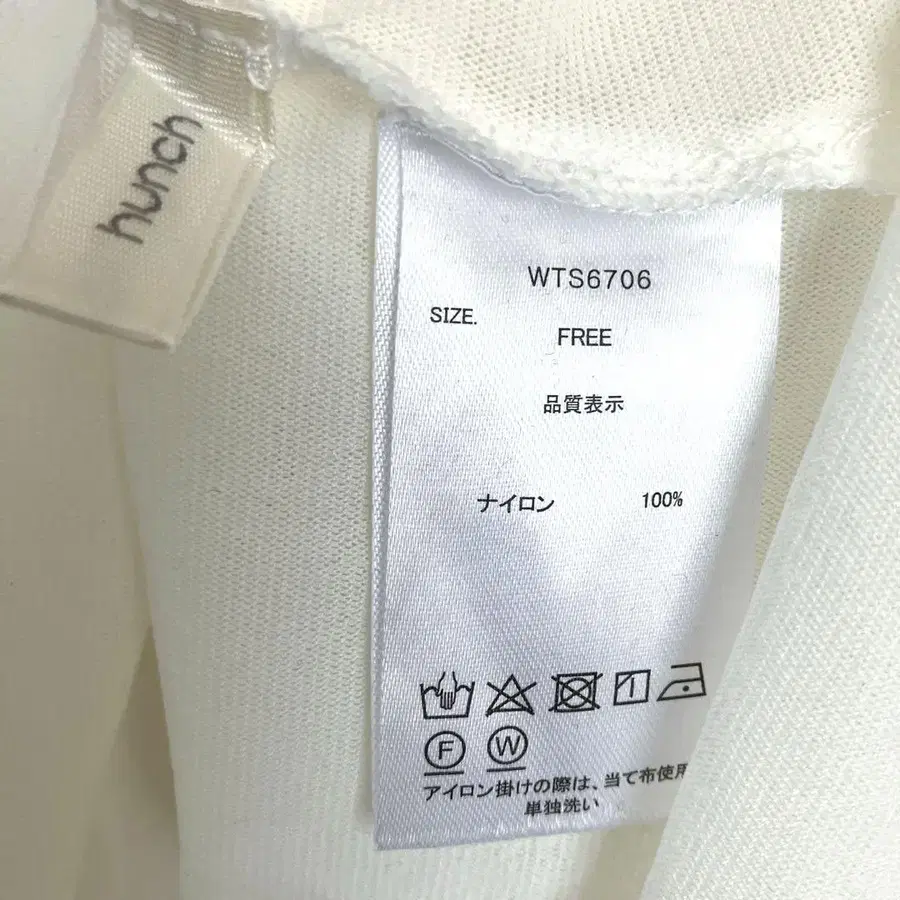 hunch
WTS6706
SIZE.
FREE
品質表示
ナイロン 100%
F W
アイロン掛けの際は、当て布使用
単独洗い